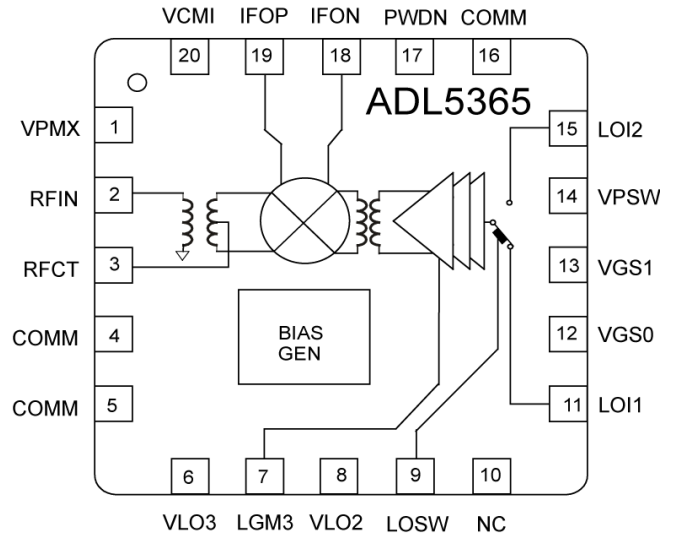 VCMI IFOP IFON PWDN COMM
20 19 18 17 16
ADL5365
VPMX 1
15 LOI2
RFIN 2
14 VPSW
RFCT 3
13 VGS1
COMM 4
BIAS
GEN
12 VGS0
COMM 5
11 LOI1
6 7 8 9 10
VLO3 LGM3 VLO2 LOSW NC